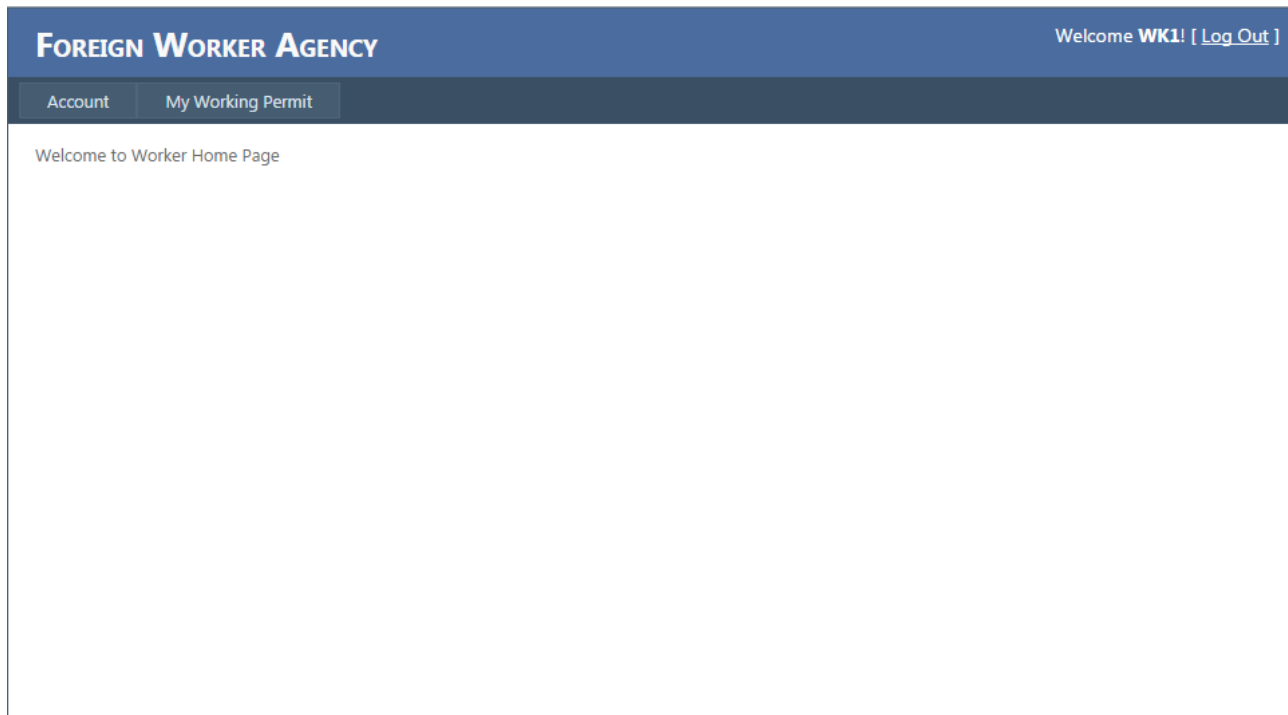 Foreign Worker Agency
Welcome WK1! [ Log Out ]
Account My Working Permit
Welcome to Worker Home Page